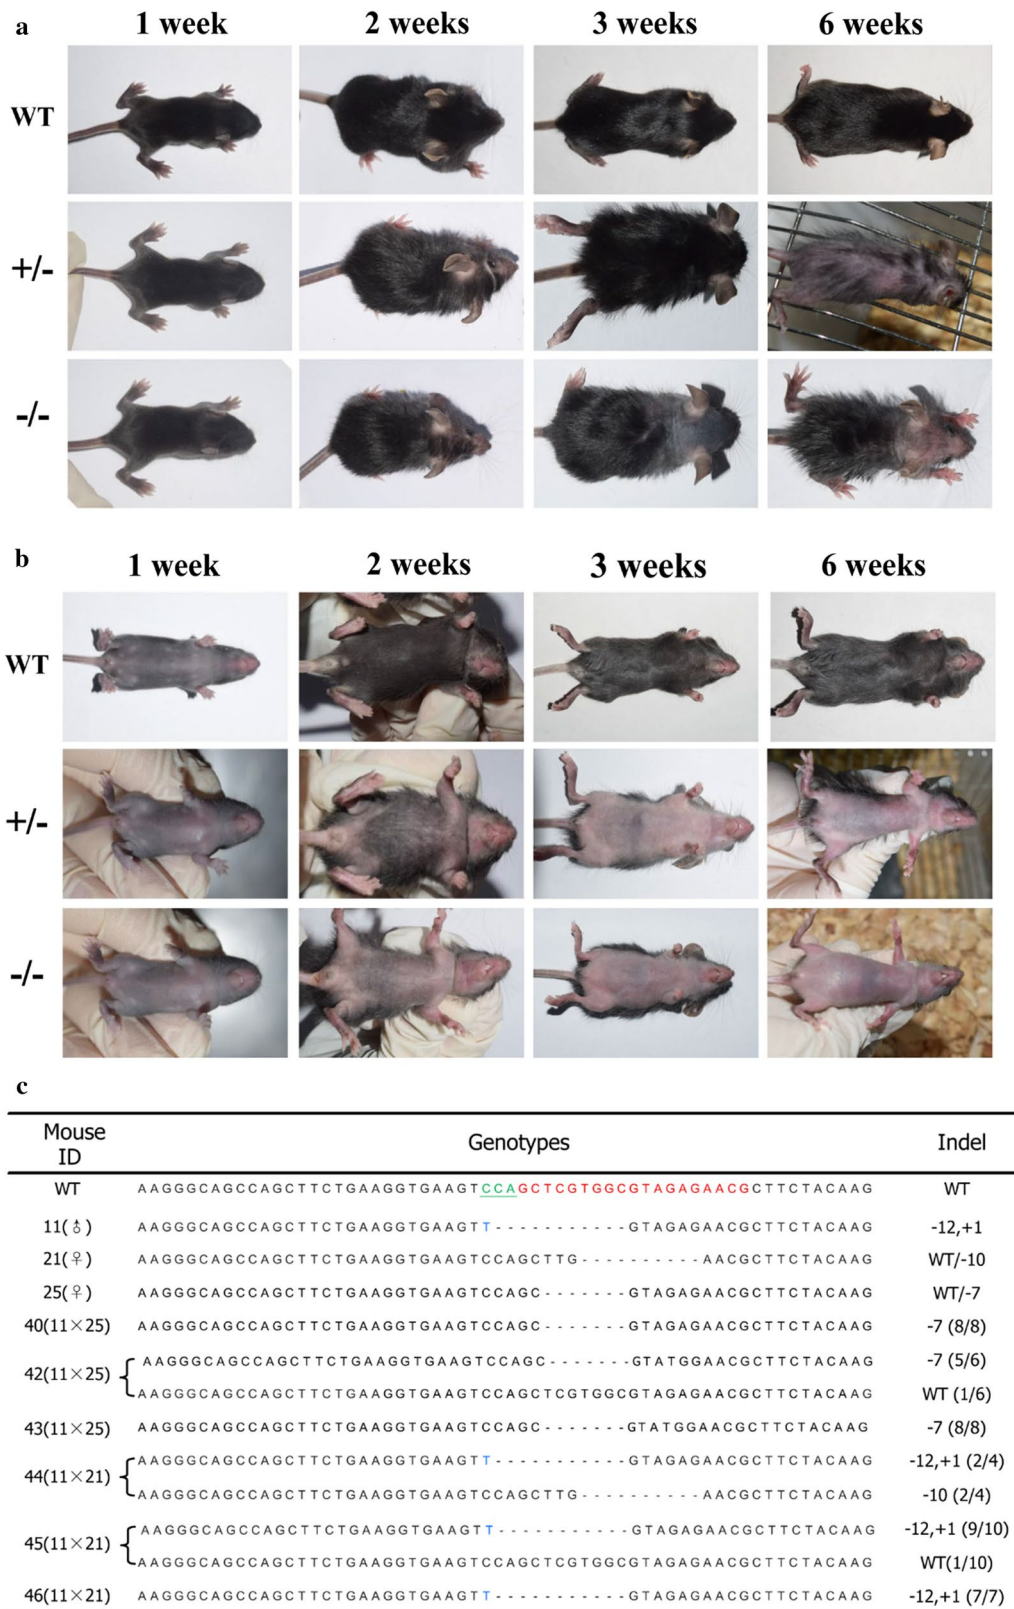 a
1 week 2 weeks 3 weeks 6 weeks
WT
+/-
-/-
b
1 week 2 weeks 3 weeks 6 weeks
WT
+/-
-/-
c
Mouse ID Genotypes Indel
WT AAGGGCAGCCAGCTTCTGAAGGTGAAGTCCAGCTCGTGGCGTAGAGAACGCTTCTACAAG WT
11(♂) AAGGGCAGCCAGCTTCTGAAGGTGAAGTT-----------GTAGAGAACGCTTCTACAAG -12,+1
21(♀) AAGGGCAGCCAGCTTCTGAAGGTGAAGTCCAGCTTG----------AACGCTTCTACAAG WT/-10
25(♀) AAGGGCAGCCAGCTTCTGAAGGTGAAGTCCAGC-------GTAGAGAACGCTTCTACAAG WT/-7
40(11×25) AAGGGCAGCCAGCTTCTGAAGGTGAAGTCCAGC-------GTAGAGAACGCTTCTACAAG -7 (8/8)
42(11×25) AAGGGCAGCCAGCTTCTGAAGGTGAAGTCCAGC-------GTATGGAACGCTTCTACAAG -7 (5/6)
AAGGGCAGCCAGCTTCTGAAGGTGAAGTCCAGCTCGTGGCGTAGAGAACGCTTCTACAAG WT (1/6)
43(11×25) AAGGGCAGCCAGCTTCTGAAGGTGAAGTCCAGC-------GTATGGAACGCTTCTACAAG -7 (8/8)
44(11×21) AAGGGCAGCCAGCTTCTGAAGGTGAAGTT-----------GTAGAGAACGCTTCTACAAG -12,+1 (2/4)
AAGGGCAGCCAGCTTCTGAAGGTGAAGTCCAGCTTG----------AACGCTTCTACAAG -10 (2/4)
45(11×21) AAGGGCAGCCAGCTTCTGAAGGTGAAGTT-----------GTAGAGAACGCTTCTACAAG -12,+1 (9/10)
AAGGGCAGCCAGCTTCTGAAGGTGAAGTCCAGCTCGTGGCGTAGAGAACGCTTCTACAAG WT(1/10)
46(11×21) AAGGGCAGCCAGCTTCTGAAGGTGAAGTT-----------GTAGAGAACGCTTCTACAAG -12,+1 (7/7)